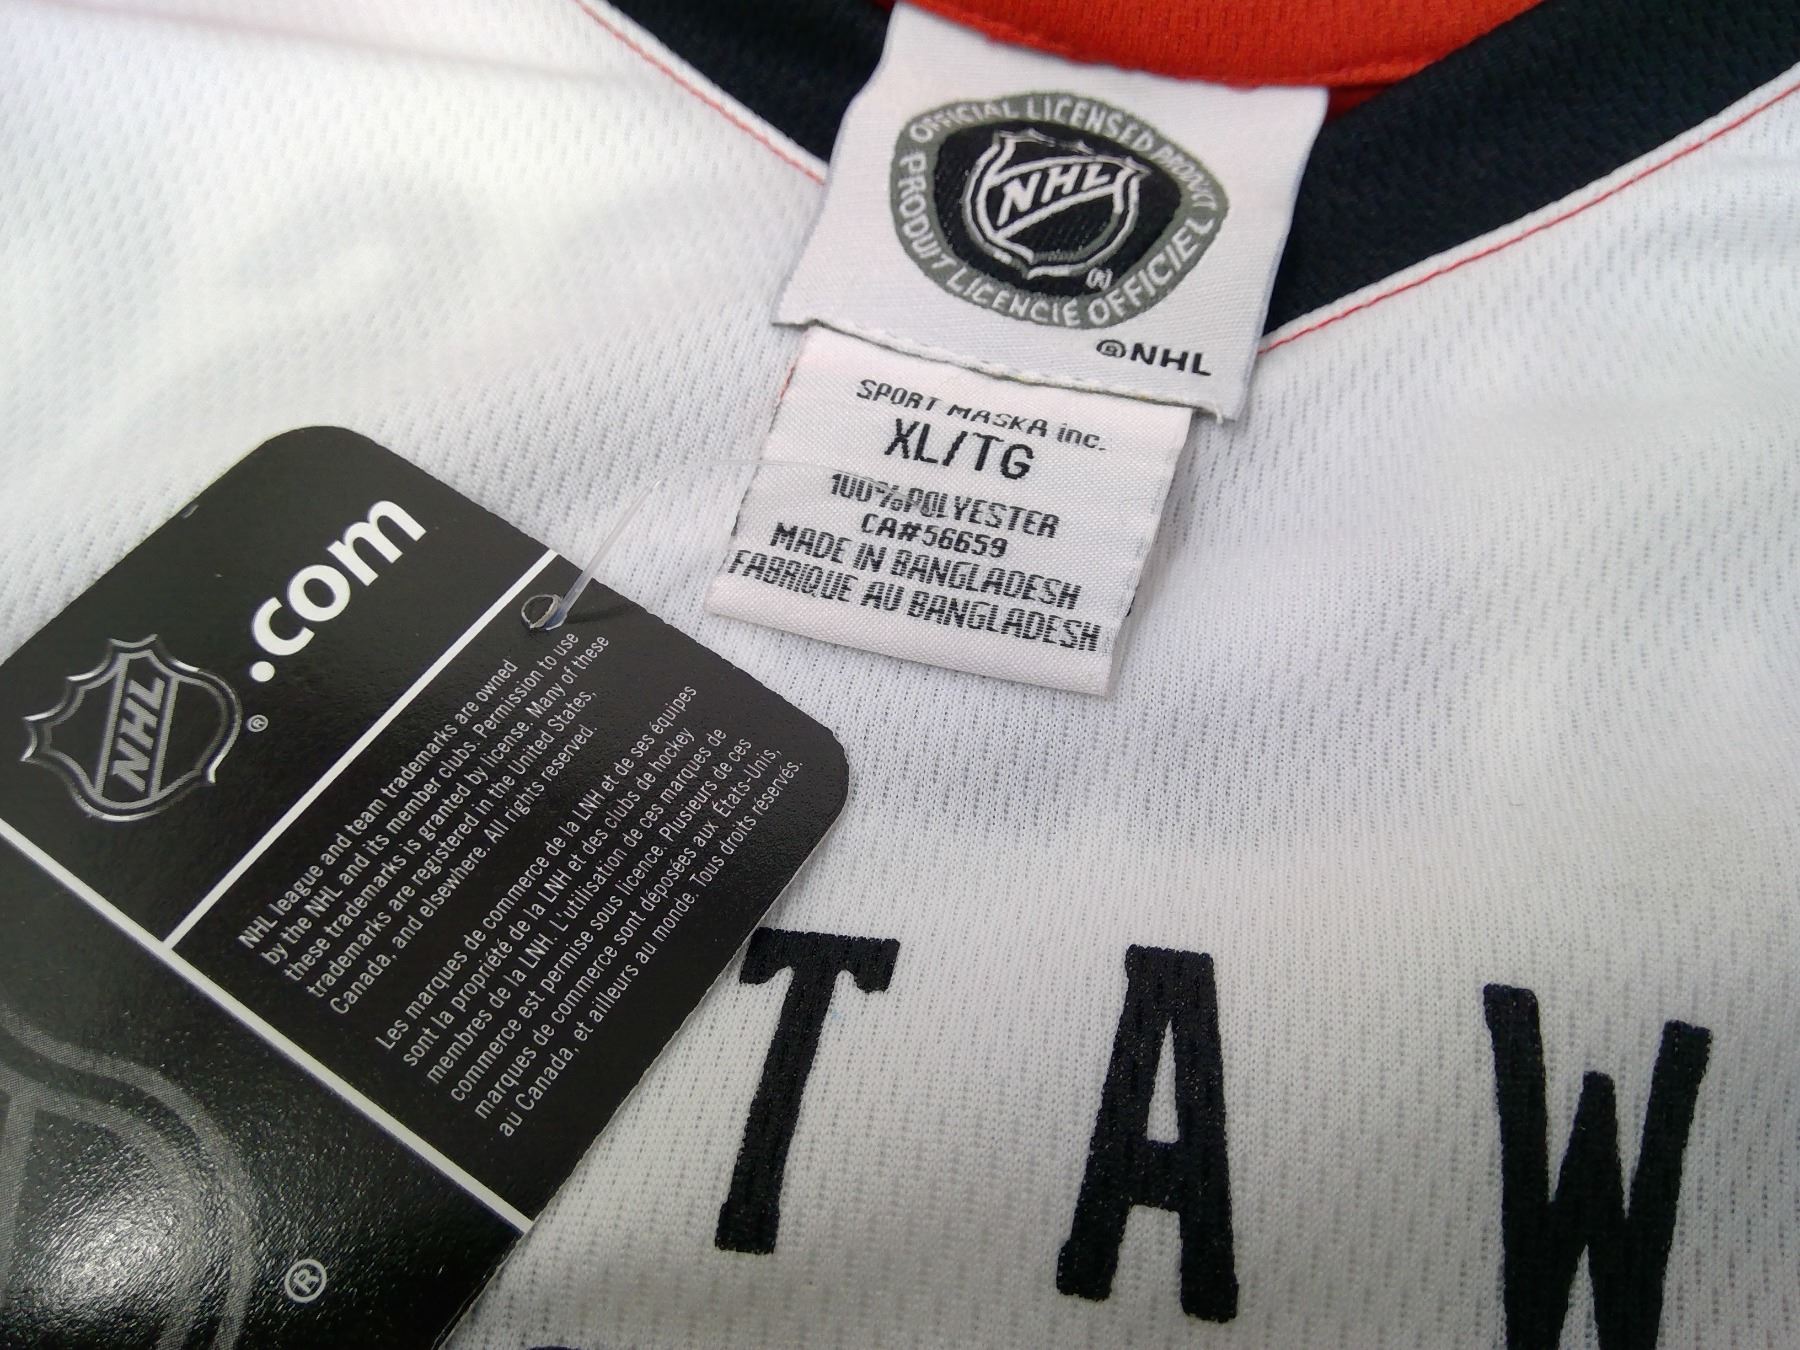 OFFICIAL LICENSED PRODUCT
NHL
PRODUIT LICENCIE OFFICIEL
©NHL
SPORT MASKA inc.
XL/TG
100%POLYESTER
CA#56659
MADE IN BANGLADESH
FABRIQUE AU BANGLADESH
NHL® .com
NHL league and team trademarks are owned
by the NHL and its member clubs. Permission to use
these trademarks is granted by license. Many of these
trademarks are registered in the United States,
Canada, and elsewhere. All rights reserved.
Les marques de commerce de la LNH et de ses équipes
sont la propriété de la LNH et des clubs de hockey
membres de la LNH. L'utilisation de ces marques de
commerce est permise sous licence. Plusieurs de ces
marques de commerce sont déposées aux États-Unis,
au Canada, et ailleurs au monde. Tous droits réservés.
®
TAW